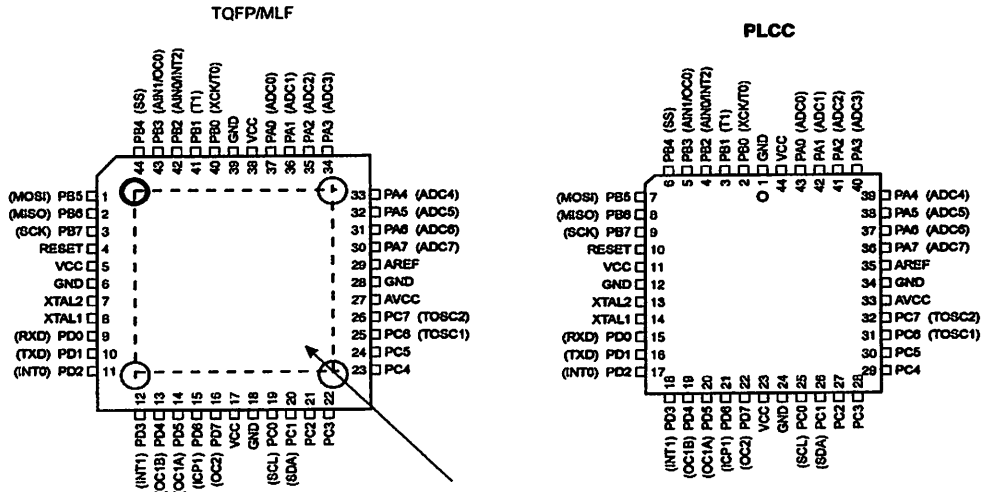 TQFP/MLF
PB4 (SS)
PB3 (AIN1/OC0)
PB2 (AIN0/INT2)
PB1 (T1)
PB0 (XCK/T0)
GND
VCC
PA0 (ADC0)
PA1 (ADC1)
PA2 (ADC2)
PA3 (ADC3)
44 43 42 41 40 39 38 37 36 35 34
(MOSI) PB5 1
(MISO) PB6 2
(SCK) PB7 3
RESET 4
VCC 5
GND 6
XTAL2 7
XTAL1 8
(RXD) PD0 9
(TXD) PD1 10
(INT0) PD2 11
33 PA4 (ADC4)
32 PA5 (ADC5)
31 PA6 (ADC6)
30 PA7 (ADC7)
29 AREF
28 GND
27 AVCC
26 PC7 (TOSC2)
25 PC6 (TOSC1)
24 PC5
23 PC4
12 13 14 15 16 17 18 19 20 21 22
(INT1) PD3
(OC1B) PD4
(OC1A) PD5
(ICP1) PD6
(OC2) PD7
VCC
GND
(SCL) PC0
(SDA) PC1
PC2
PC3
PLCC
PB4 (SS)
PB3 (AIN1/OC0)
PB2 (AIN0/INT2)
PB1 (T1)
PB0 (XCK/T0)
GND
VCC
PA0 (ADC0)
PA1 (ADC1)
PA2 (ADC2)
PA3 (ADC3)
6 5 4 3 2 1 44 43 42 41 40
(MOSI) PB5 7
(MISO) PB6 8
(SCK) PB7 9
RESET 10
VCC 11
GND 12
XTAL2 13
XTAL1 14
(RXD) PD0 15
(TXD) PD1 16
(INT0) PD2 17
39 PA4 (ADC4)
38 PA5 (ADC5)
37 PA6 (ADC6)
36 PA7 (ADC7)
35 AREF
34 GND
33 AVCC
32 PC7 (TOSC2)
31 PC6 (TOSC1)
30 PC5
29 PC4
18 19 20 21 22 23 24 25 26 27 28
(INT1) PD3
(OC1B) PD4
(OC1A) PD5
(ICP1) PD6
(OC2) PD7
VCC
GND
(SCL) PC0
(SDA) PC1
PC2
PC3